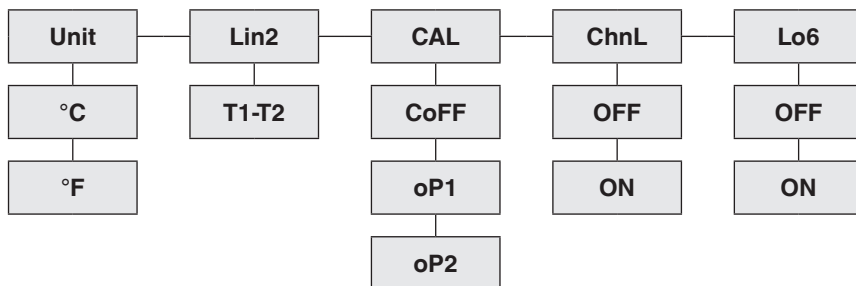 Unit Lin2 CAL ChnL Lo6
°C T1-T2 CoFF OFF OFF
°F oP1 ON ON
oP2